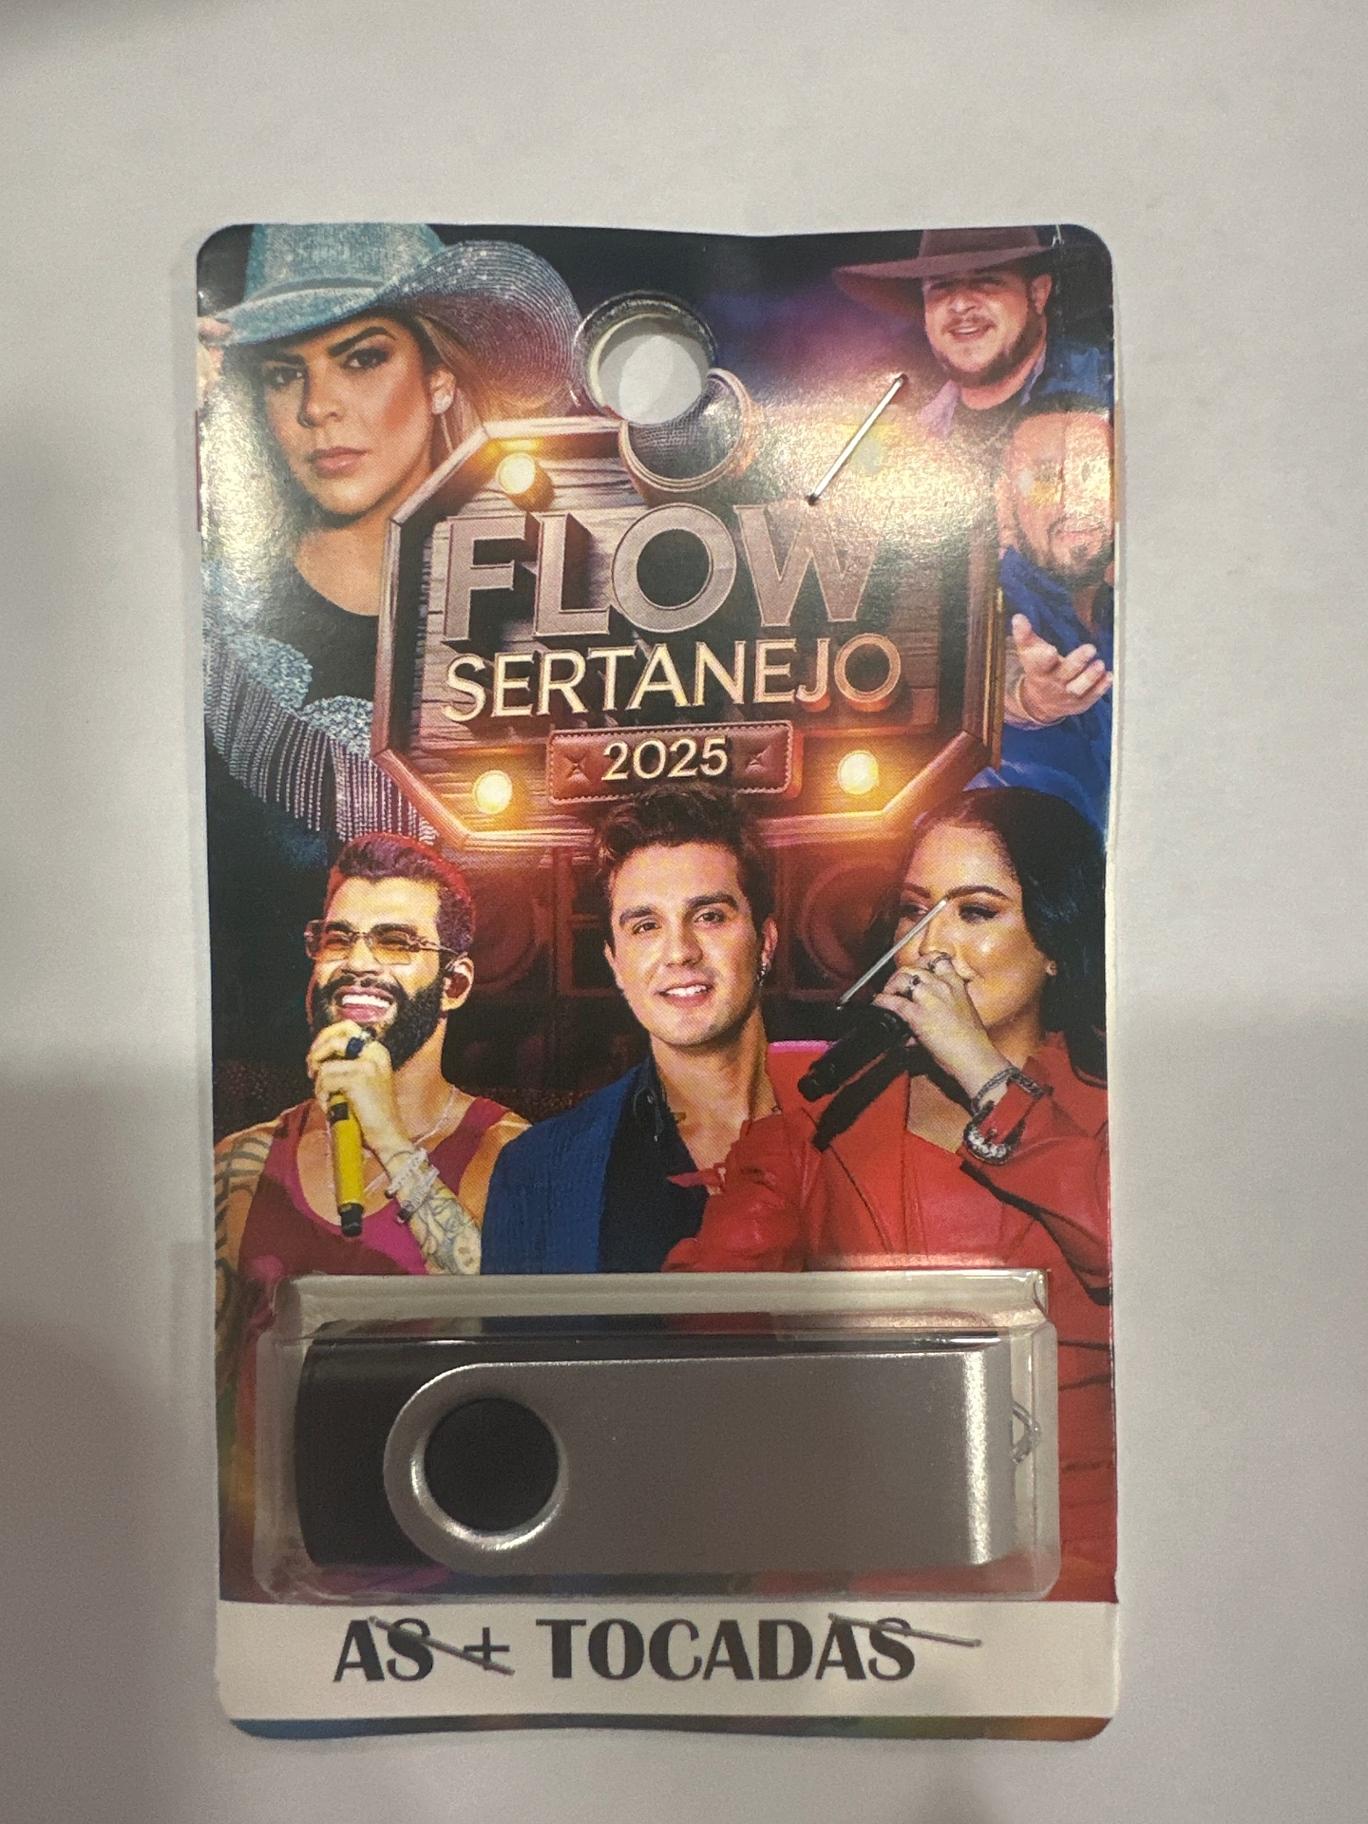 FLOW
SERTANEJO
2025
AS + TOCADAS